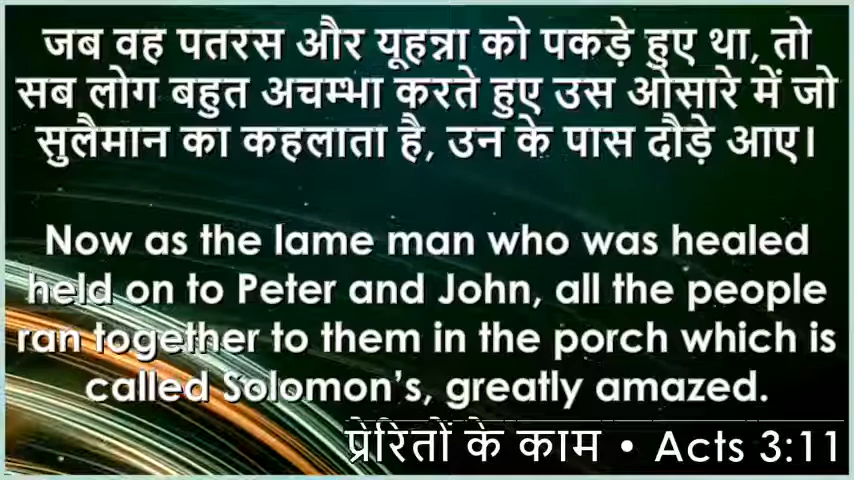 जब वह पतरस और यूहन्ना को पकड़े हुए था, तो
सब लोग बहुत अचम्भा करते हुए उस ओसारे में जो
सुलैमान का कहलाता है, उन के पास दौड़े आए।
Now as the lame man who was healed
held on to Peter and John, all the people
ran together to them in the porch which is
called Solomon’s, greatly amazed.
प्रेरितों के काम • Acts 3:11